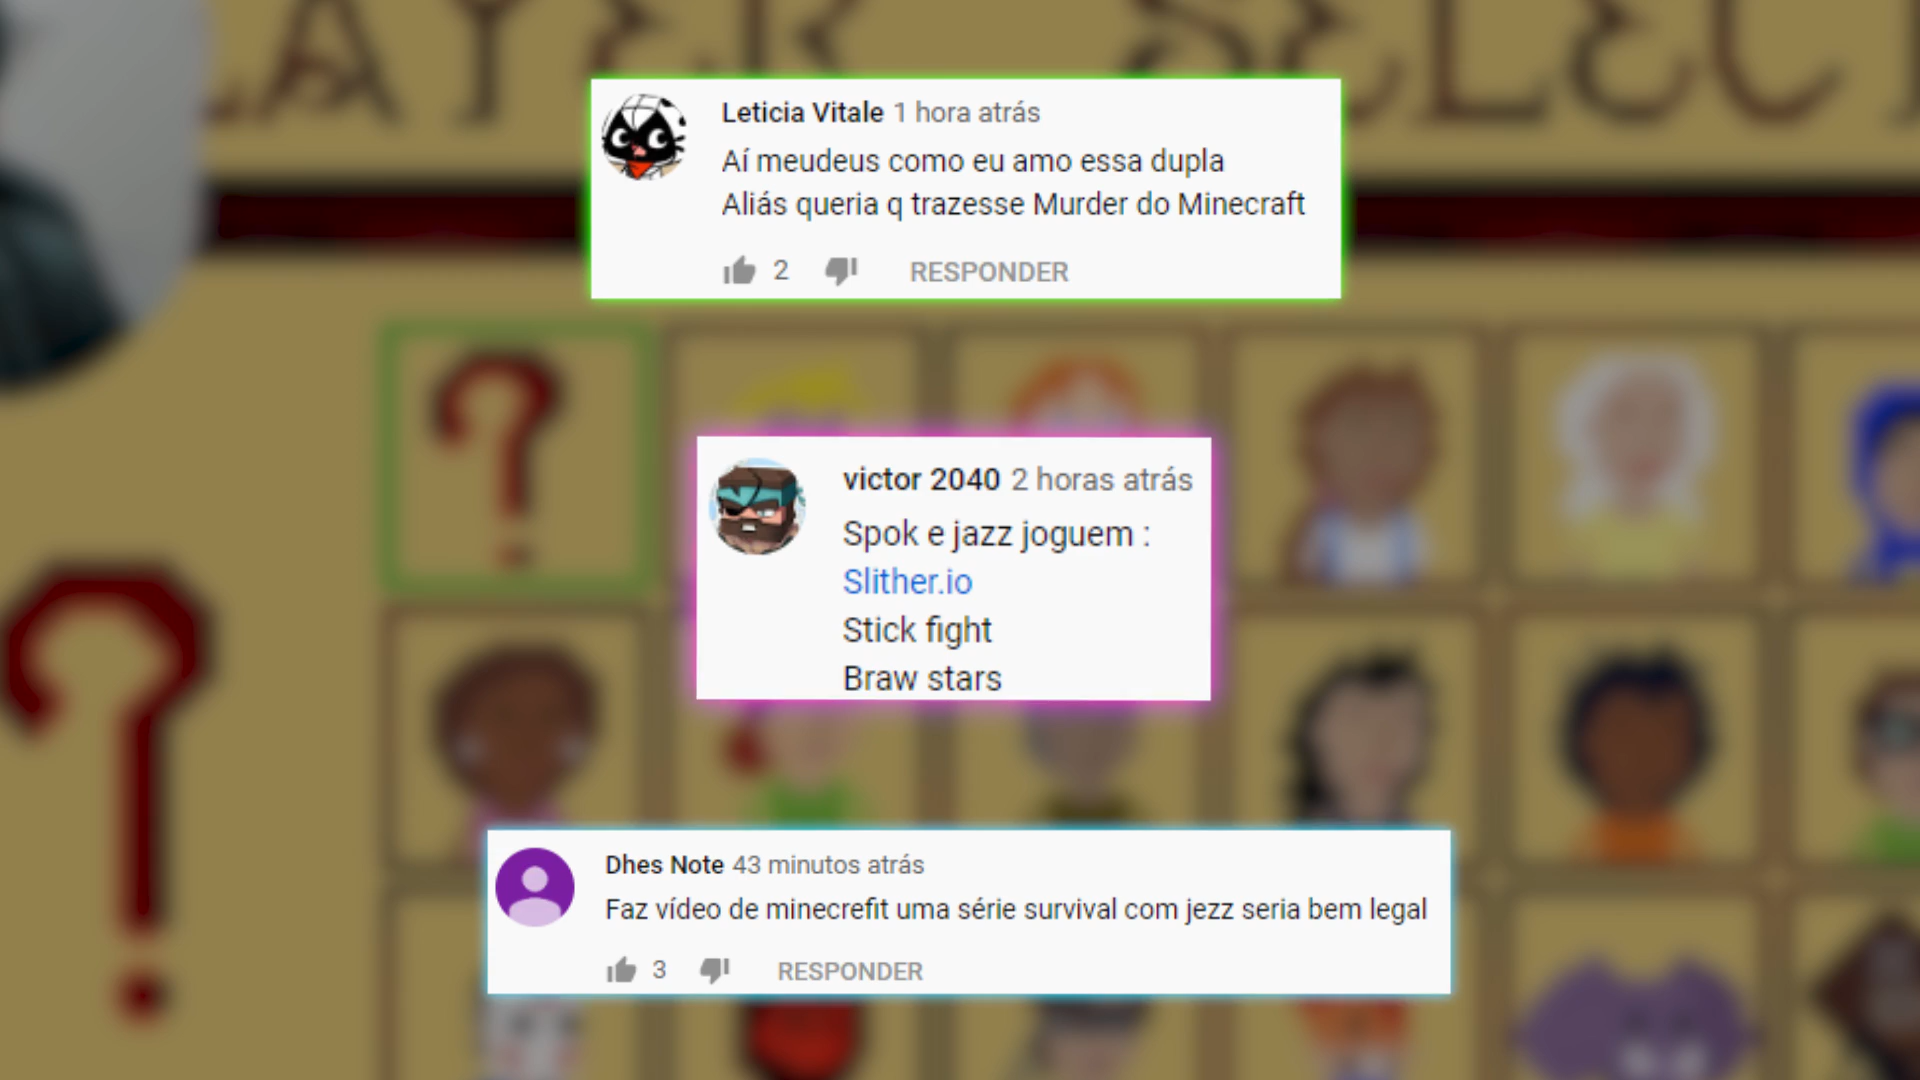 LAYER SELECT
Leticia Vitale 1 hora atrás
Aí meudeus como eu amo essa dupla
Aliás queria q trazesse Murder do Minecraft
2 RESPONDER
?
victor 2040 2 horas atrás
Spok e jazz joguem :
Slither.io
Stick fight
Braw stars
?
Dhes Note 43 minutos atrás
Faz vídeo de minecrefit uma série survival com jezz seria bem legal
3 RESPONDER